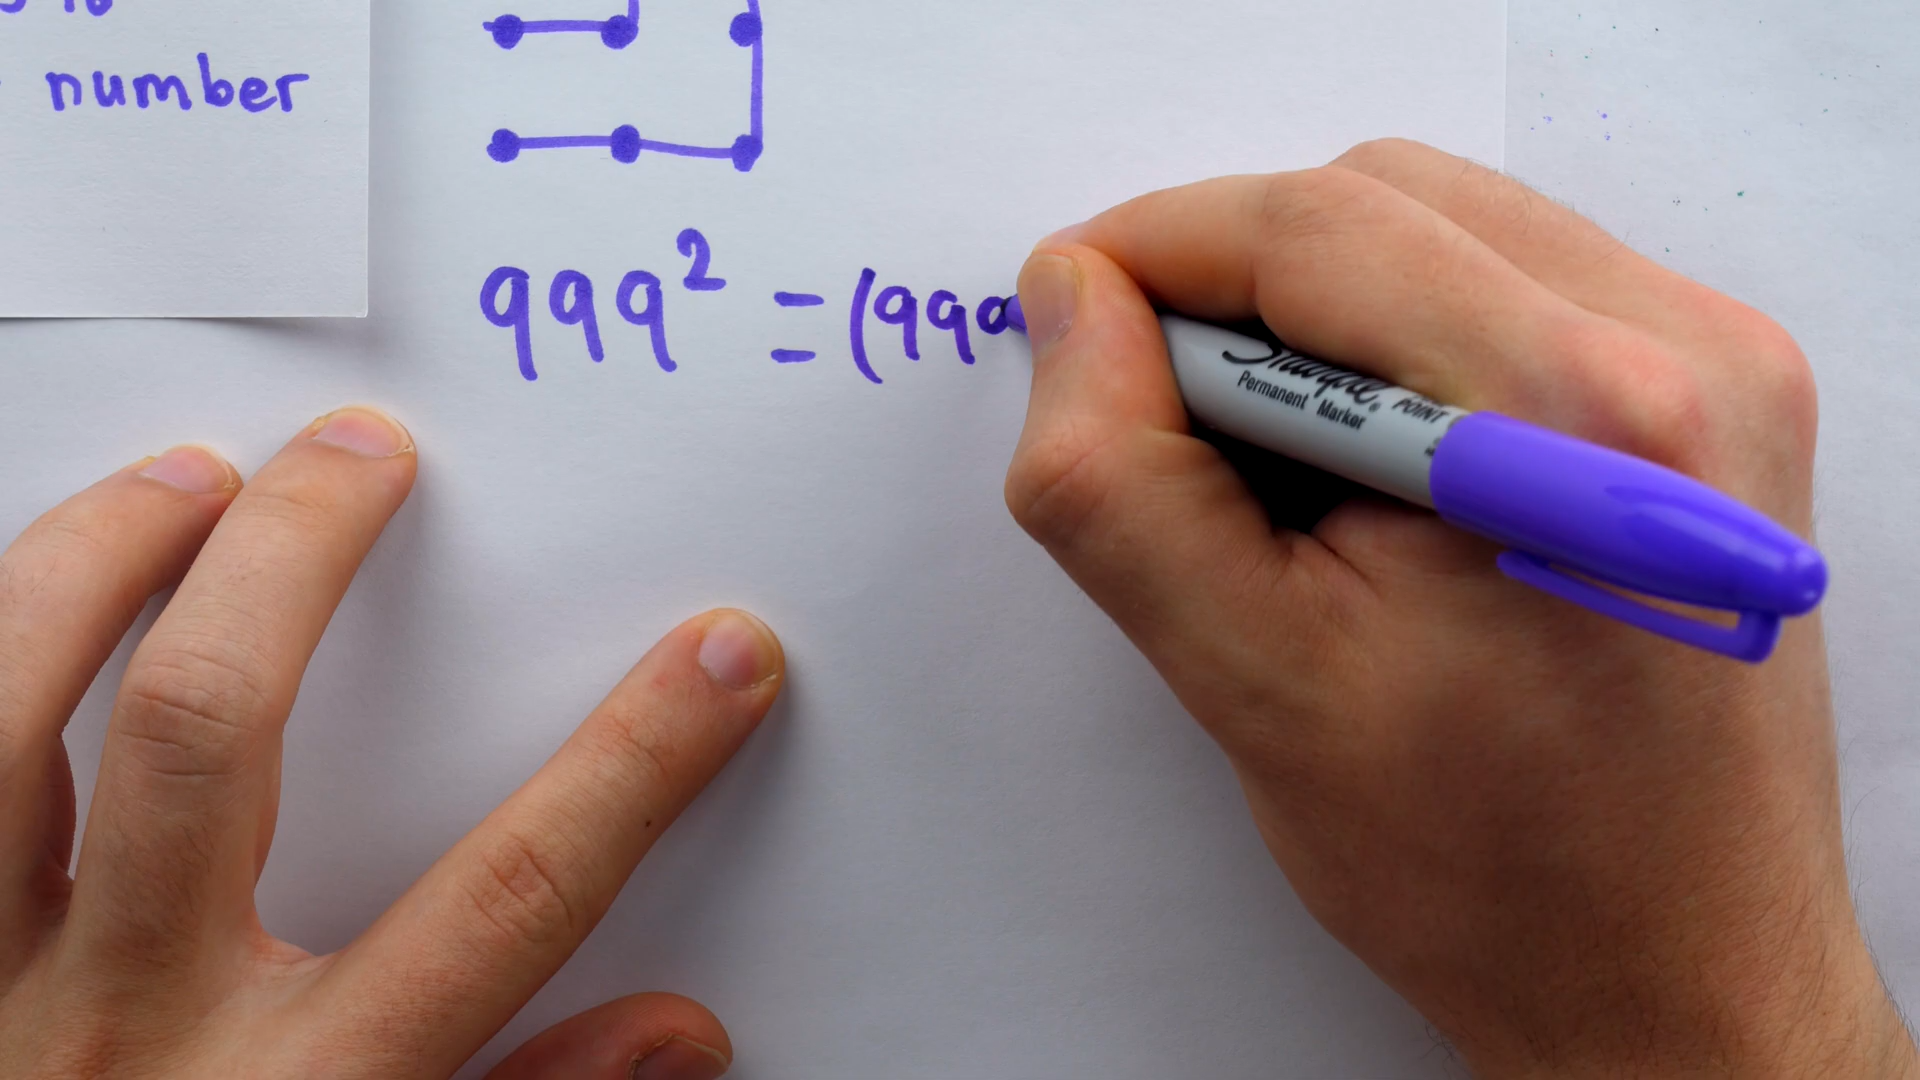 number
999² = (999
Sharpie®
Permanent Marker
POINT